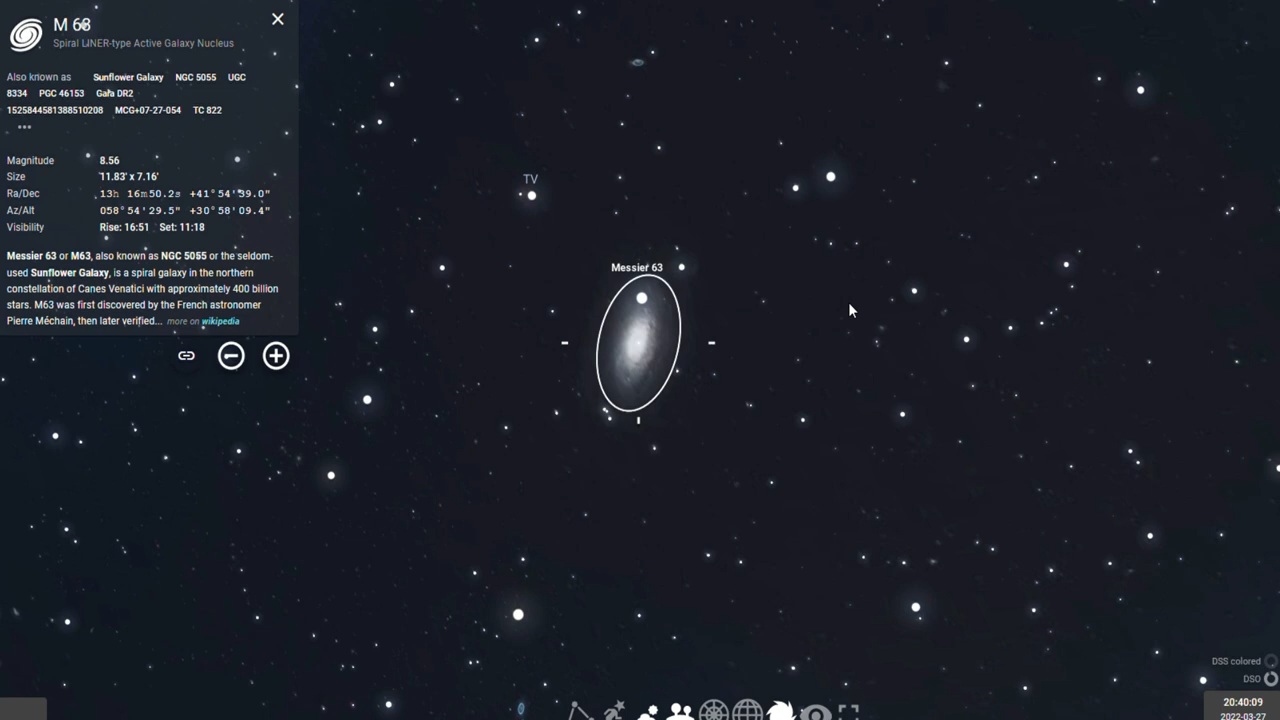 M 63
Spiral LINER-type Active Galaxy Nucleus
Also known as Sunflower Galaxy NGC 5055 UGC
8334 PGC 46153 Gaia DR2
1525844581388510208 MCG+07-27-054 TC 822
•••
Magnitude 8.56
Size 11.83' x 7.16'
Ra/Dec 13h 16m50.2s +41°54'39.0"
Az/Alt 058°54'29.5" +30°58'09.4"
Visibility Rise: 16:51 Set: 11:18
Messier 63 or M63, also known as NGC 5055 or the seldom-
used Sunflower Galaxy, is a spiral galaxy in the northern
constellation of Canes Venatici with approximately 400 billion
stars. M63 was first discovered by the French astronomer
Pierre Méchain, then later verified... more on wikipedia
TV
Messier 63
DSS colored
DSO
20:40:09
2022-03-27